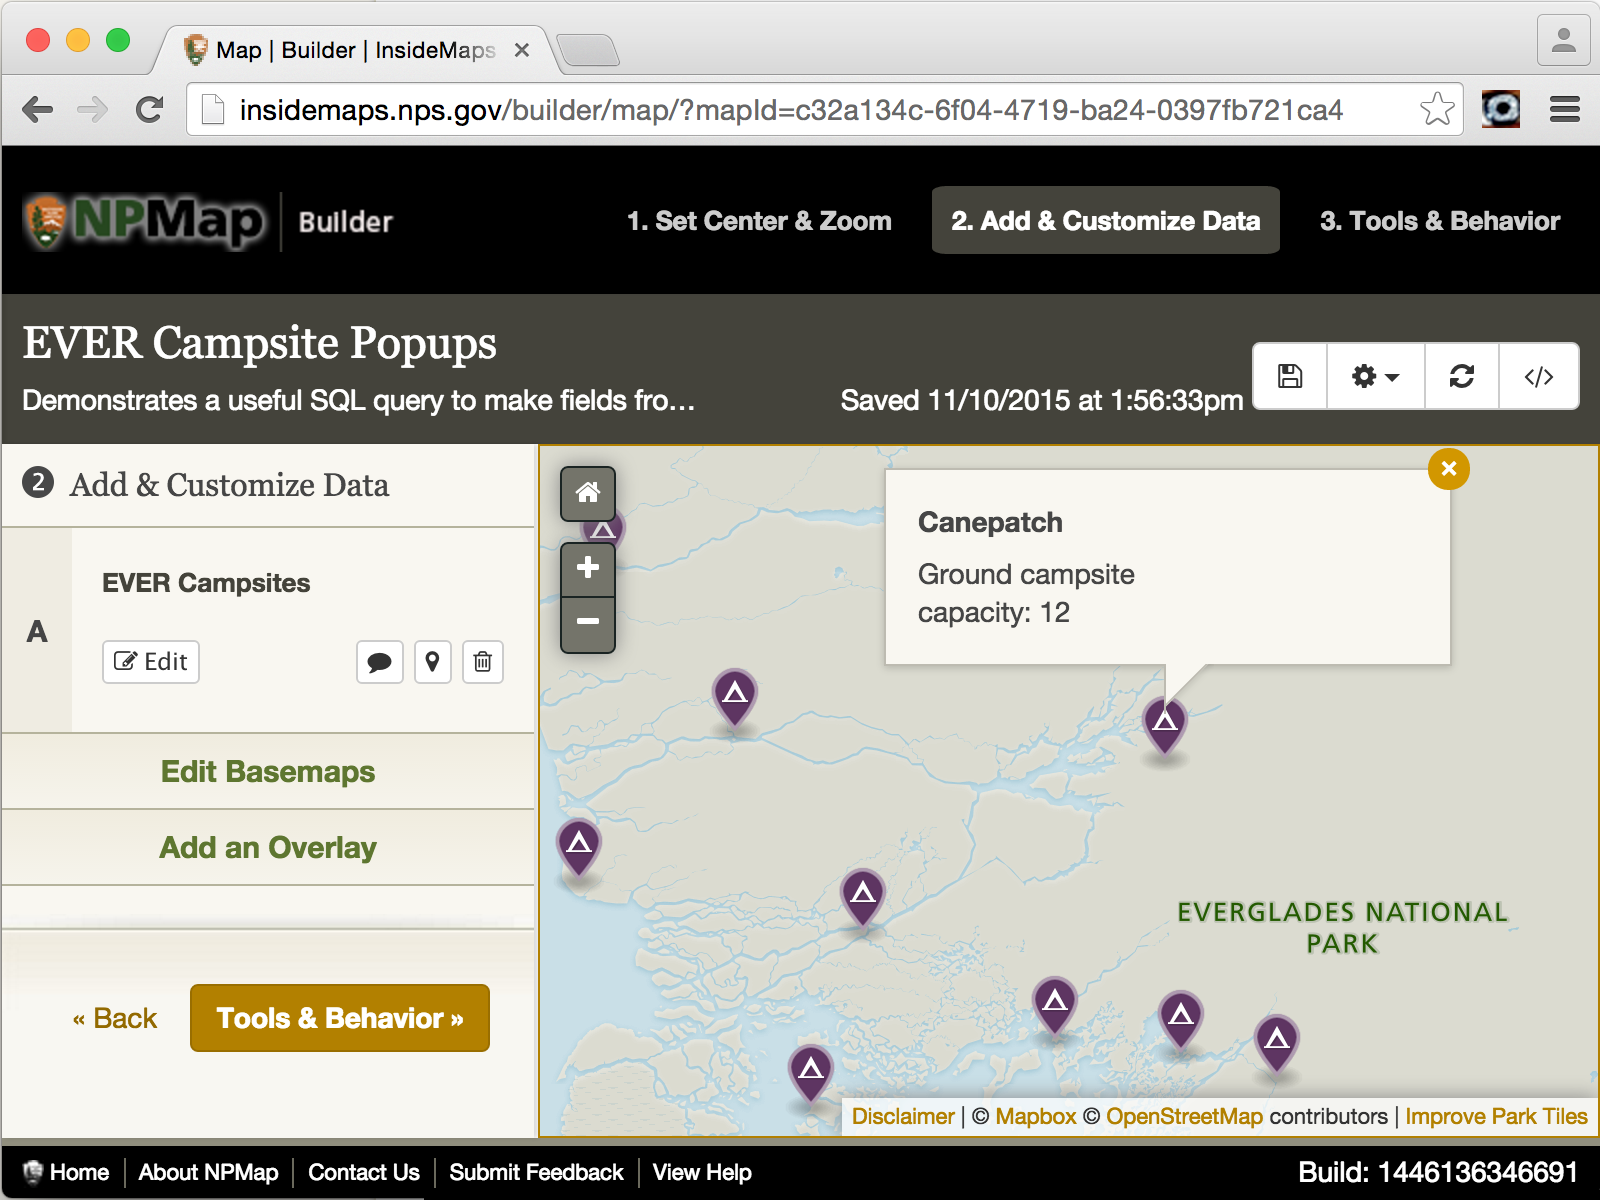 Map | Builder | InsideMaps
insidemaps.nps.gov/builder/map/?mapId=c32a134c-6f04-4719-ba24-0397fb721ca4
NPMap Builder
1. Set Center & Zoom
2. Add & Customize Data
3. Tools & Behavior
EVER Campsite Popups
Demonstrates a useful SQL query to make fields fro...
Saved 11/10/2015 at 1:56:33pm
2 Add & Customize Data
A
EVER Campsites
Edit
Edit Basemaps
Add an Overlay
« Back
Tools & Behavior »
Canepatch
Ground campsite
capacity: 12
EVERGLADES NATIONAL
PARK
Disclaimer | © Mapbox © OpenStreetMap contributors | Improve Park Tiles
Home | About NPMap | Contact Us | Submit Feedback | View Help
Build: 1446136346691